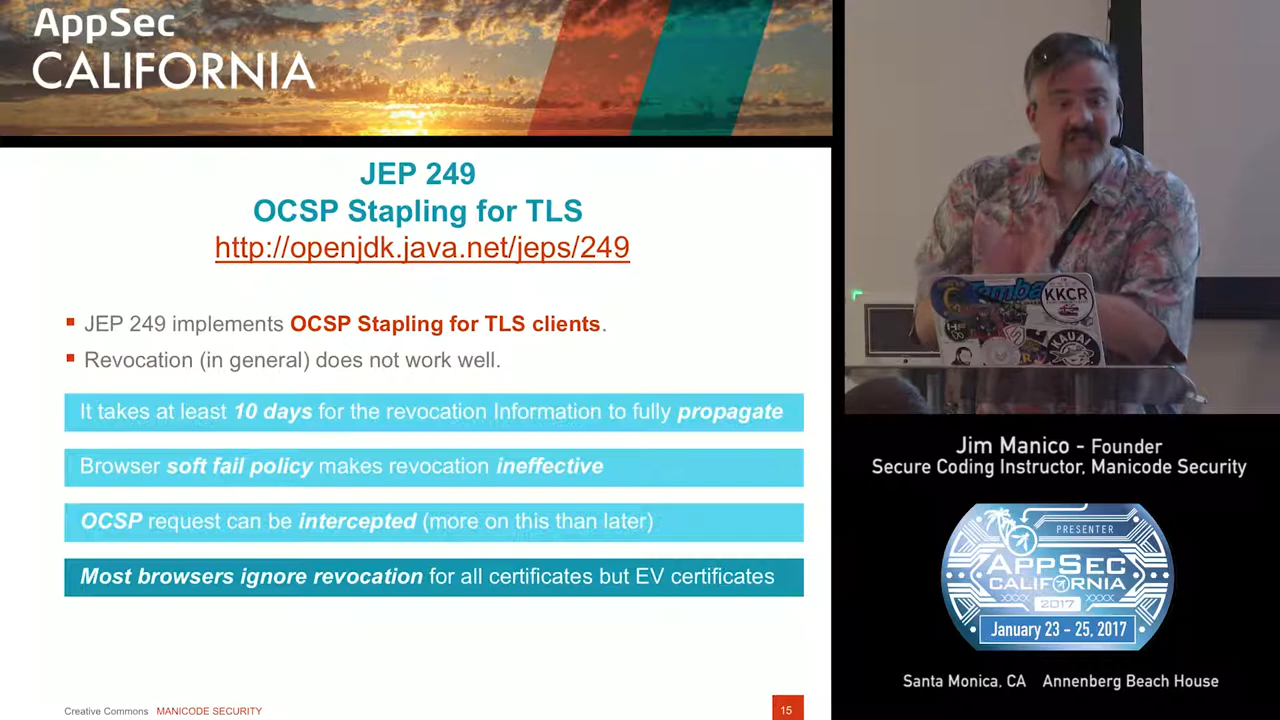 AppSec
CALIFORNIA
JEP 249
OCSP Stapling for TLS
http://openjdk.java.net/jeps/249
JEP 249 implements OCSP Stapling for TLS clients.
Revocation (in general) does not work well.
It takes at least 10 days for the revocation Information to fully propagate
Browser soft fail policy makes revocation ineffective
OCSP request can be intercepted (more on this than later)
Most browsers ignore revocation for all certificates but EV certificates
Creative Commons MANICODE SECURITY
15
KKCR
KAUAI
Jim Manico - Founder
Secure Coding Instructor, Manicode Security
PRESENTER
APPSEC
CALIFORNIA
2017
January 23 - 25, 2017
Santa Monica, CA Annenberg Beach House